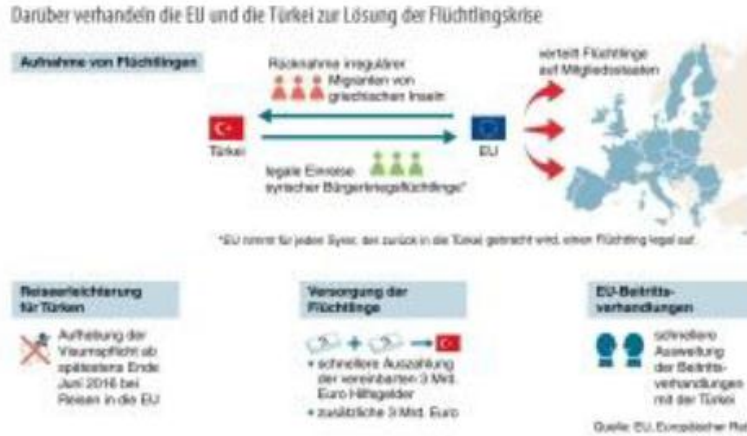 Darüber verhandeln die EU und die Türkei zur Lösung der Flüchtlingskrise
Aufnahme von Flüchtlingen
Rücknahme irregulärer
Migranten von
griechischen Inseln
verteilt Flüchtlinge
auf Mitgliedsstaaten
Türkei
EU
legale Einreise
syrischer Bürgerkriegsflüchtlinge*
*EU nimmt für jeden Syrer, der zurück in die Türkei gebracht wird, einen Flüchtling legal auf.
Reiseerleichterung
für Türken
Aufhebung der
Visumspflicht ab
spätestens Ende
Juni 2016 bei
Reisen in die EU
Versorgung der
Flüchtlinge
+
• schnellere Auszahlung
der vereinbarten 3 Mrd.
Euro Hilfsgelder
• zusätzliche 3 Mrd. Euro
EU-Beitritts-
verhandlungen
schnellere
Ausweitung
der Beitritts-
verhandlungen
mit der Türkei
Quelle: EU, Europäischer Rat